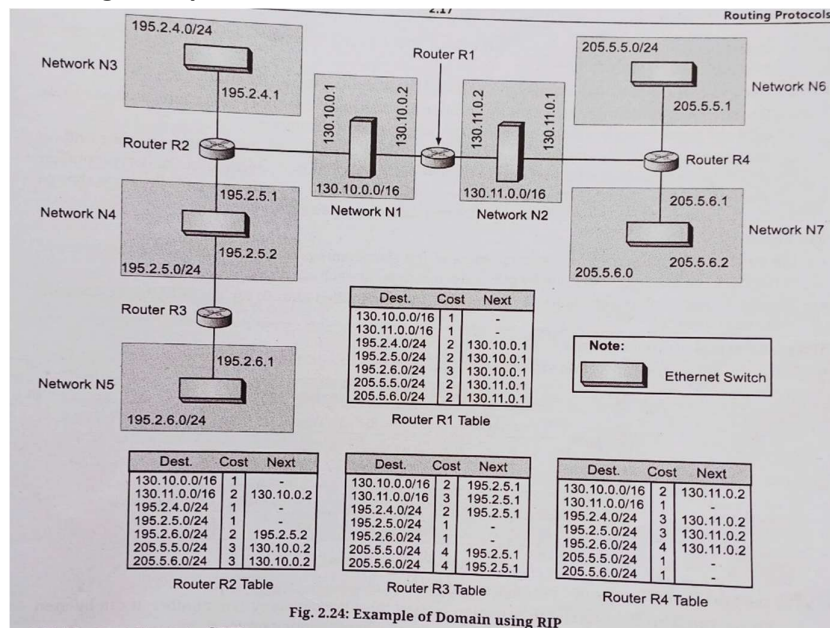 2.17
Routing Protocols
195.2.4.0/24
Network N3
195.2.4.1
Router R2
130.10.0.1
130.10.0.2
130.10.0.0/16
Network N1
Router R1
130.11.0.2
130.11.0.1
130.11.0.0/16
Network N2
205.5.5.0/24
Network N6
205.5.5.1
Router R4
195.2.5.1
Network N4
195.2.5.2
195.2.5.0/24
205.5.6.1
Network N7
205.5.6.0
205.5.6.2
Router R3
195.2.6.1
Network N5
195.2.6.0/24
Dest. Cost Next
130.10.0.0/16 1 -
130.11.0.0/16 1 -
195.2.4.0/24 2 130.10.0.1
195.2.5.0/24 2 130.10.0.1
195.2.6.0/24 3 130.10.0.1
205.5.5.0/24 2 130.11.0.1
205.5.6.0/24 2 130.11.0.1
Router R1 Table
Note:
Ethernet Switch
Dest. Cost Next
130.10.0.0/16 1 -
130.11.0.0/16 2 130.10.0.2
195.2.4.0/24 1 -
195.2.5.0/24 1 -
195.2.6.0/24 2 195.2.5.2
205.5.5.0/24 3 130.10.0.2
205.5.6.0/24 3 130.10.0.2
Router R2 Table
Dest. Cost Next
130.10.0.0/16 2 195.2.5.1
130.11.0.0/16 3 195.2.5.1
195.2.4.0/24 2 195.2.5.1
195.2.5.0/24 1 -
195.2.6.0/24 1 -
205.5.5.0/24 4 195.2.5.1
205.5.6.0/24 4 195.2.5.1
Router R3 Table
Dest. Cost Next
130.10.0.0/16 2 130.11.0.2
130.11.0.0/16 1 -
195.2.4.0/24 3 130.11.0.2
195.2.5.0/24 3 130.11.0.2
195.2.6.0/24 4 130.11.0.2
205.5.5.0/24 1 -
205.5.6.0/24 1 -
Router R4 Table
Fig. 2.24: Example of Domain using RIP